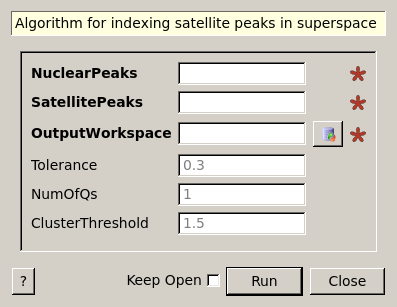 Algorithm for indexing satellite peaks in superspace
NuclearPeaks
SatellitePeaks
OutputWorkspace
Tolerance 0.3
NumOfQs 1
ClusterThreshold 1.5
? Keep Open Run Close